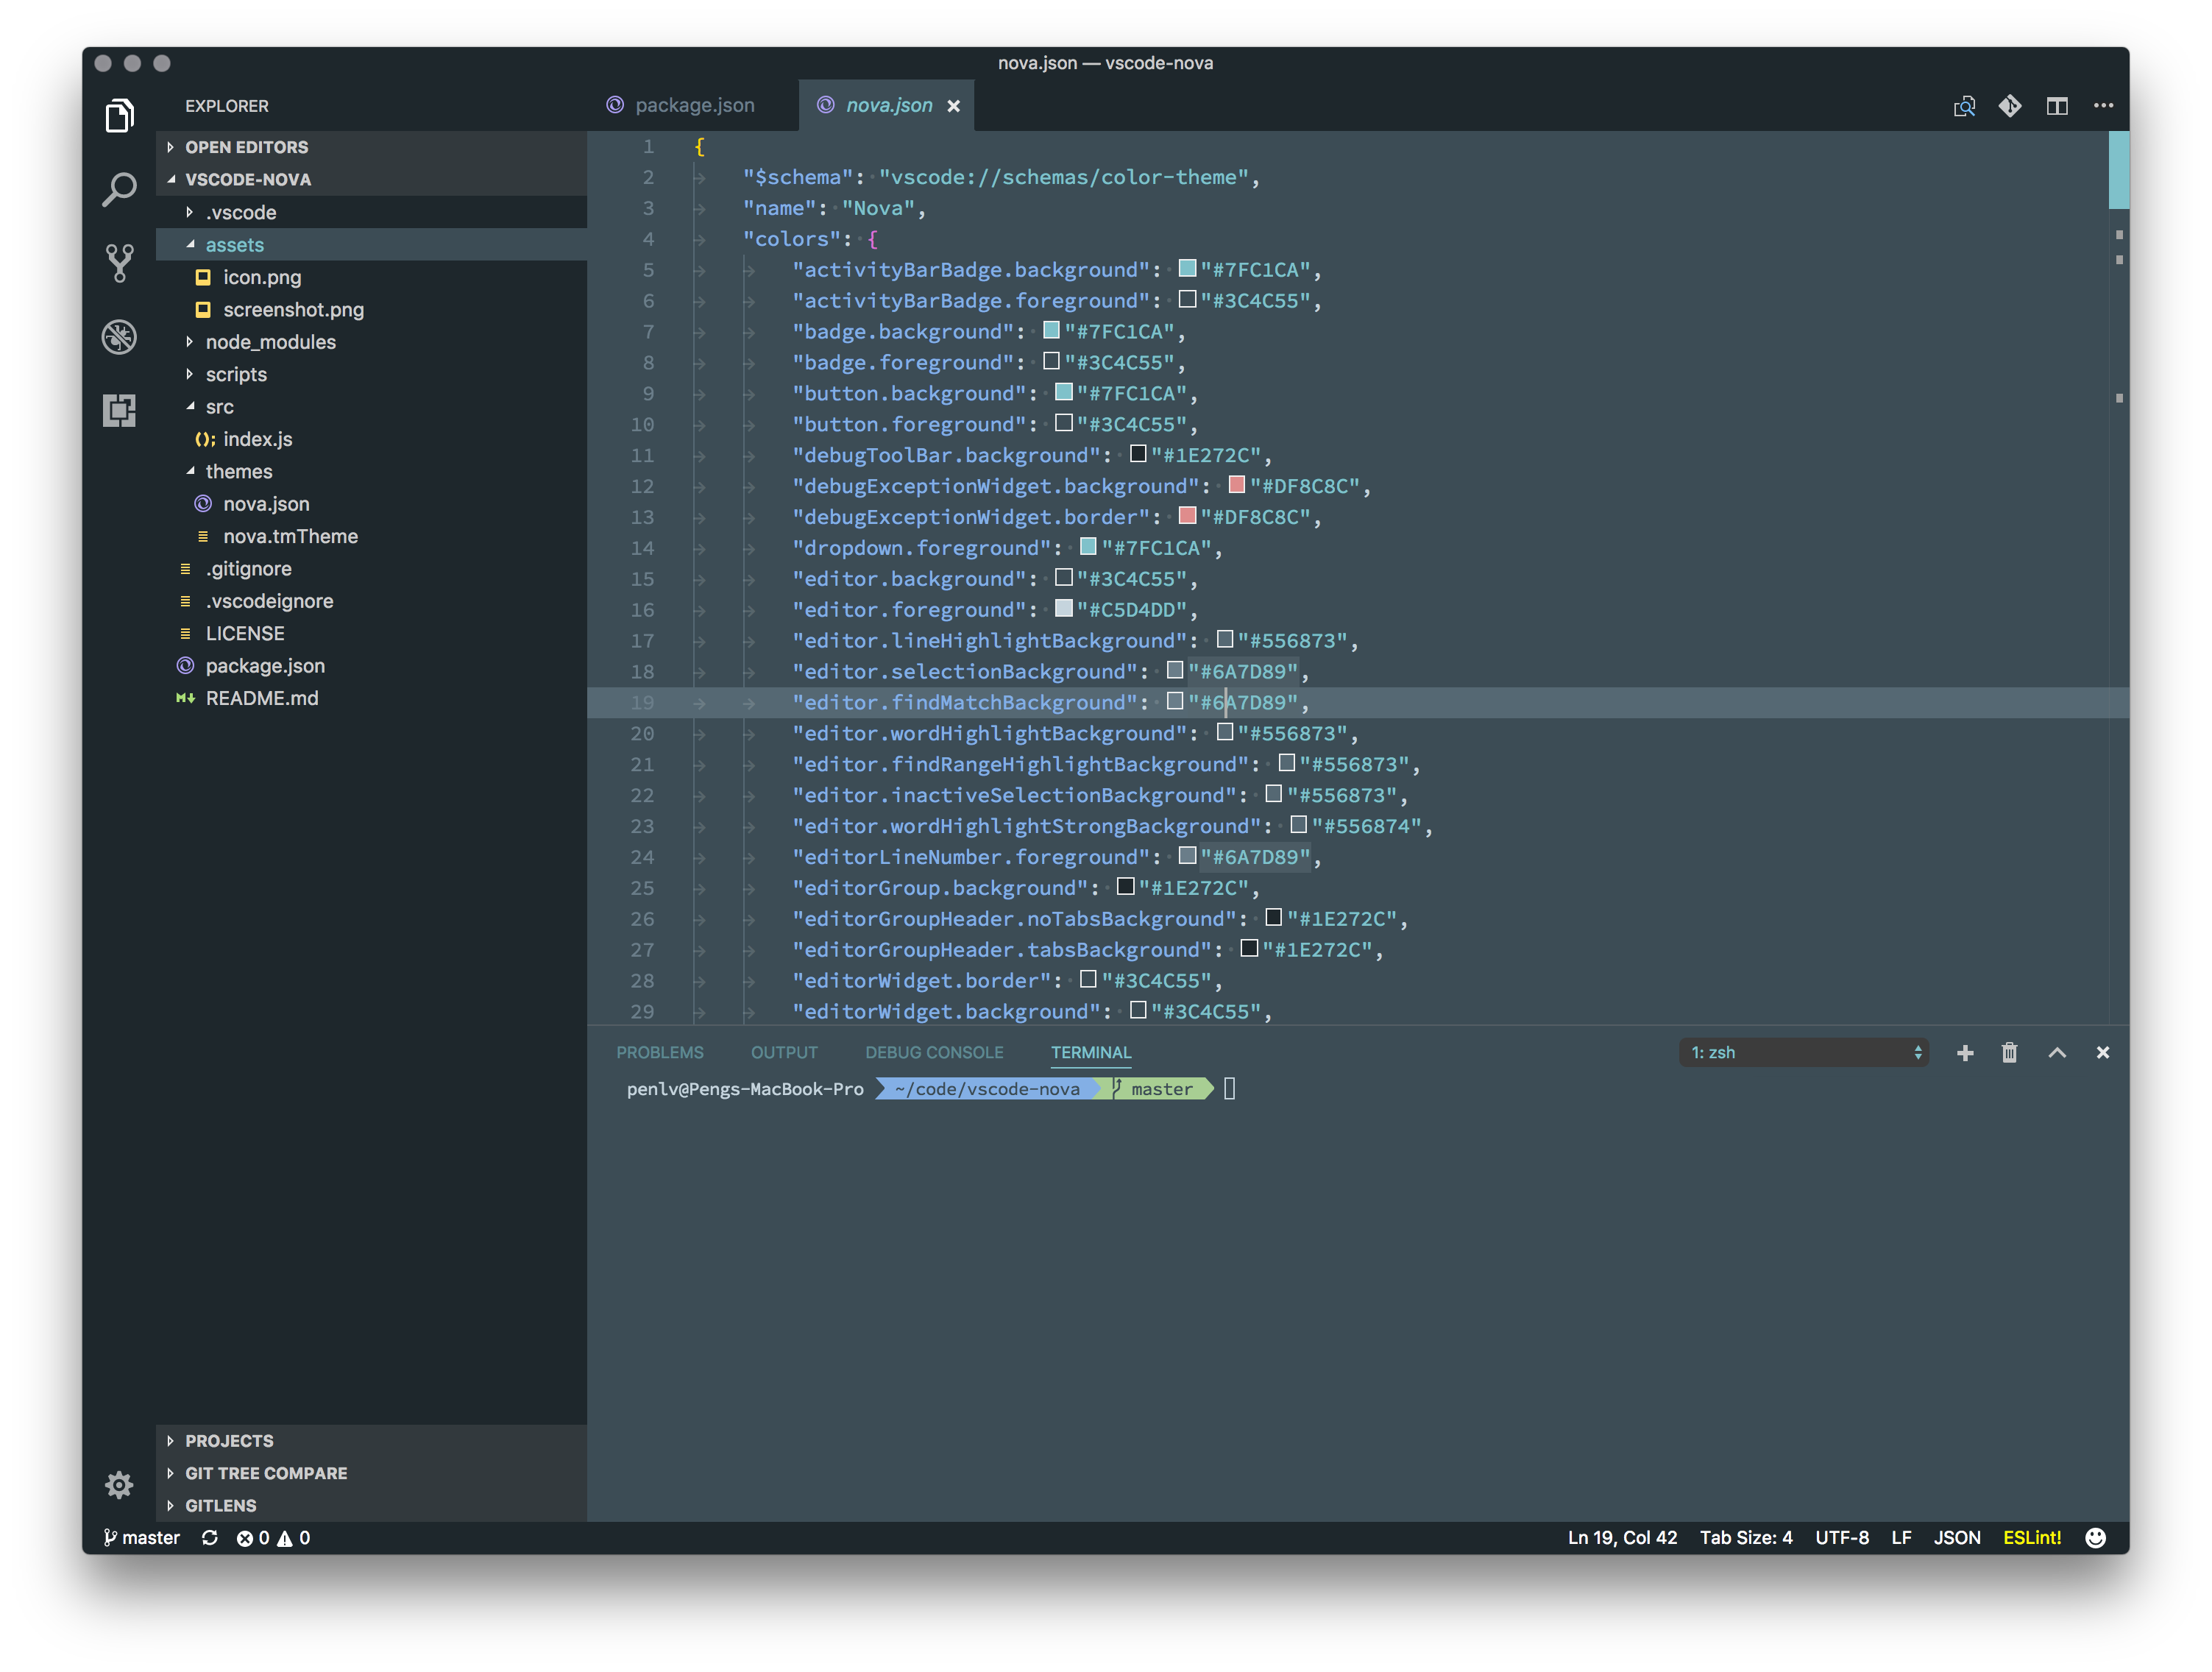 nova.json — vscode-nova
EXPLORER
OPEN EDITORS
VSCODE-NOVA
.vscode
assets
icon.png
screenshot.png
node_modules
scripts
src
index.js
themes
nova.json
nova.tmTheme
.gitignore
.vscodeignore
LICENSE
package.json
README.md
PROJECTS
GIT TREE COMPARE
GITLENS
package.json nova.json
1 {
2 "$schema": "vscode://schemas/color-theme",
3 "name": "Nova",
4 "colors": {
5 "activityBarBadge.background": "#7FC1CA",
6 "activityBarBadge.foreground": "#3C4C55",
7 "badge.background": "#7FC1CA",
8 "badge.foreground": "#3C4C55",
9 "button.background": "#7FC1CA",
10 "button.foreground": "#3C4C55",
11 "debugToolBar.background": "#1E272C",
12 "debugExceptionWidget.background": "#DF8C8C",
13 "debugExceptionWidget.border": "#DF8C8C",
14 "dropdown.foreground": "#7FC1CA",
15 "editor.background": "#3C4C55",
16 "editor.foreground": "#C5D4DD",
17 "editor.lineHighlightBackground": "#556873",
18 "editor.selectionBackground": "#6A7D89",
19 "editor.findMatchBackground": "#6A7D89",
20 "editor.wordHighlightBackground": "#556873",
21 "editor.findRangeHighlightBackground": "#556873",
22 "editor.inactiveSelectionBackground": "#556873",
23 "editor.wordHighlightStrongBackground": "#556874",
24 "editorLineNumber.foreground": "#6A7D89",
25 "editorGroup.background": "#1E272C",
26 "editorGroupHeader.noTabsBackground": "#1E272C",
27 "editorGroupHeader.tabsBackground": "#1E272C",
28 "editorWidget.border": "#3C4C55",
29 "editorWidget.background": "#3C4C55",
PROBLEMS OUTPUT DEBUG CONSOLE TERMINAL 1: zsh
penlv@Pengs-MacBook-Pro ~/code/vscode-nova master
master 0 0 Ln 19, Col 42 Tab Size: 4 UTF-8 LF JSON ESLint!